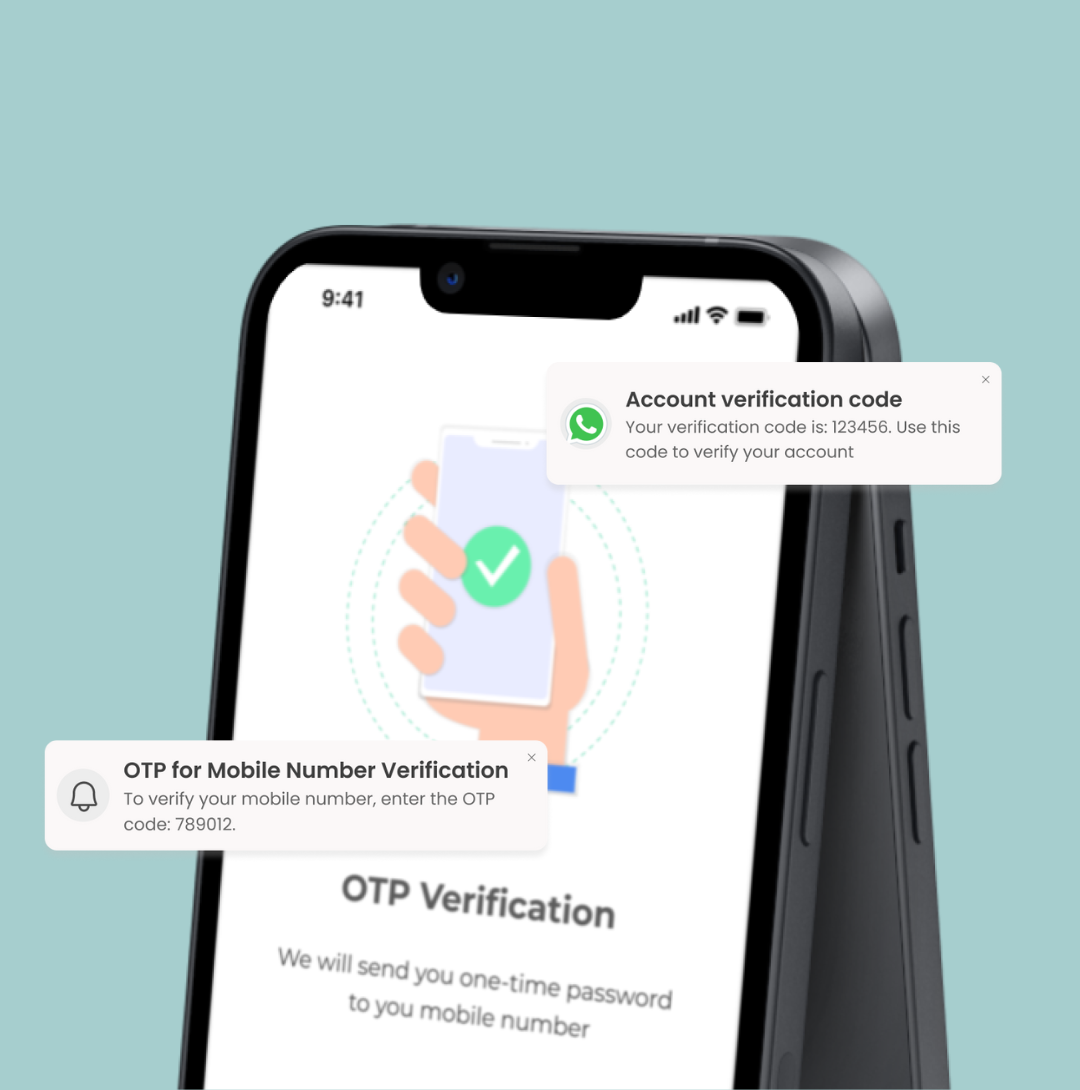 9:41
Account verification code
Your verification code is: 123456. Use this
code to verify your account
OTP for Mobile Number Verification
To verify your mobile number, enter the OTP
code: 789012.
OTP Verification
We will send you one-time password
to you mobile number